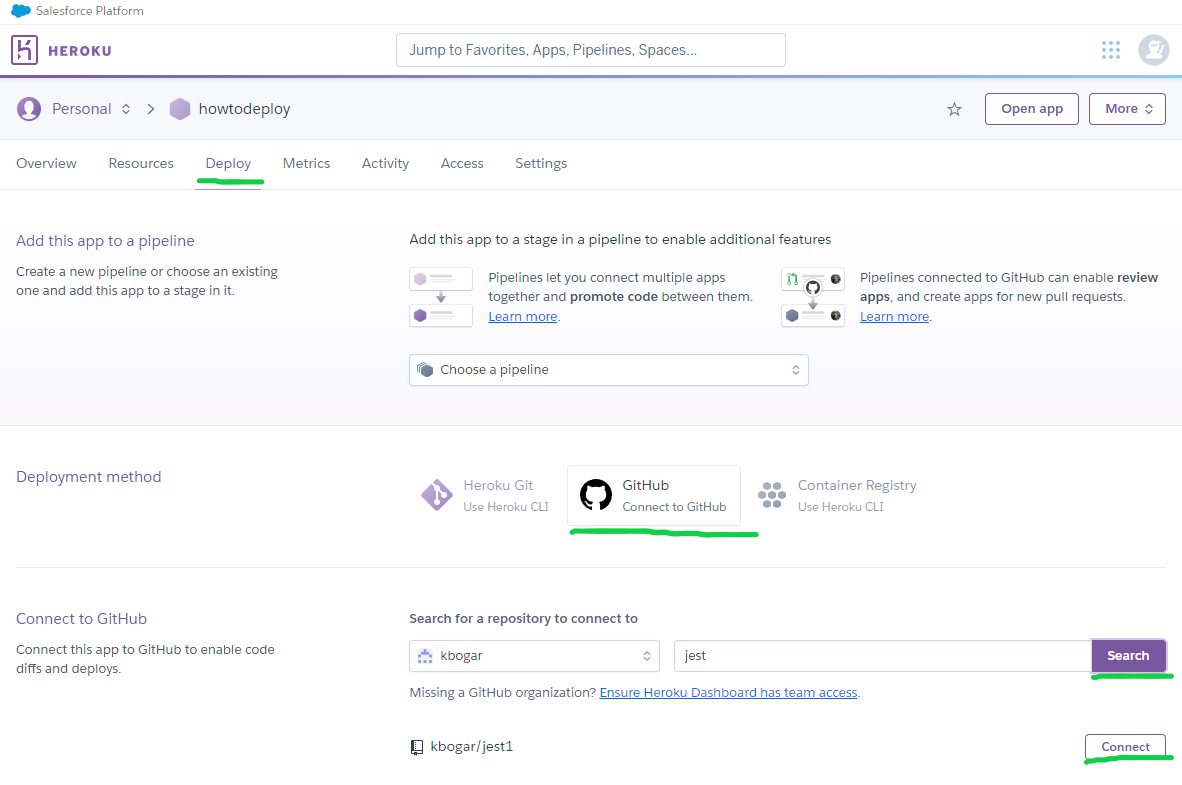 Salesforce Platform
HEROKU
Jump to Favorites, Apps, Pipelines, Spaces...
Personal
howtodeploy
Open app
More
Overview Resources Deploy Metrics Activity Access Settings
Add this app to a pipeline
Create a new pipeline or choose an existing
one and add this app to a stage in it.
Add this app to a stage in a pipeline to enable additional features
Pipelines let you connect multiple apps
together and promote code between them.
Learn more.
Pipelines connected to GitHub can enable review
apps, and create apps for new pull requests.
Learn more.
Choose a pipeline
Deployment method
Heroku Git
Use Heroku CLI
GitHub
Connect to GitHub
Container Registry
Use Heroku CLI
Connect to GitHub
Connect this app to GitHub to enable code
diffs and deploys.
Search for a repository to connect to
kbogar
jest
Search
Missing a GitHub organization? Ensure Heroku Dashboard has team access.
kbogar/jest1
Connect